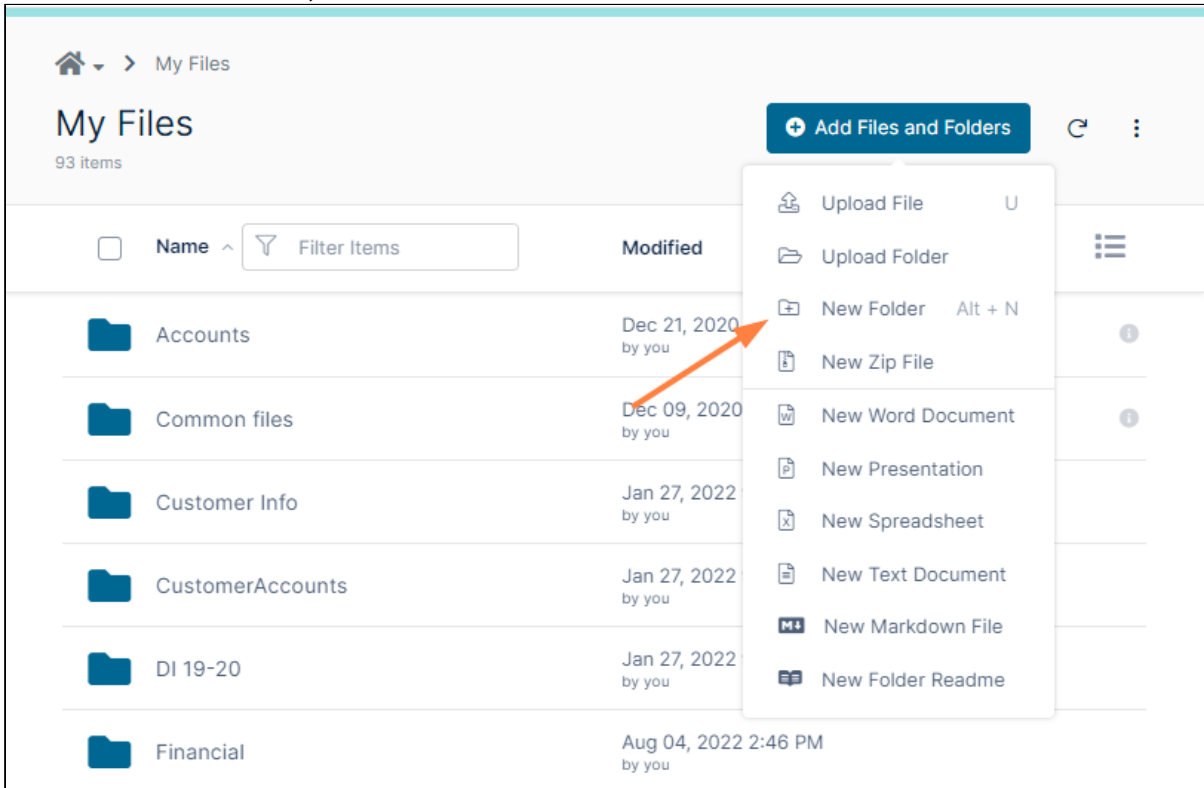 My Files
My Files
93 items
Add Files and Folders
Name
Filter Items
Modified
Upload File U
Upload Folder
New Folder Alt + N
New Zip File
New Word Document
New Presentation
New Spreadsheet
New Text Document
New Markdown File
New Folder Readme
Accounts
Dec 21, 2020
by you
Common files
Dec 09, 2020
by you
Customer Info
Jan 27, 2022
by you
CustomerAccounts
Jan 27, 2022
by you
DI 19-20
Jan 27, 2022
by you
Financial
Aug 04, 2022 2:46 PM
by you